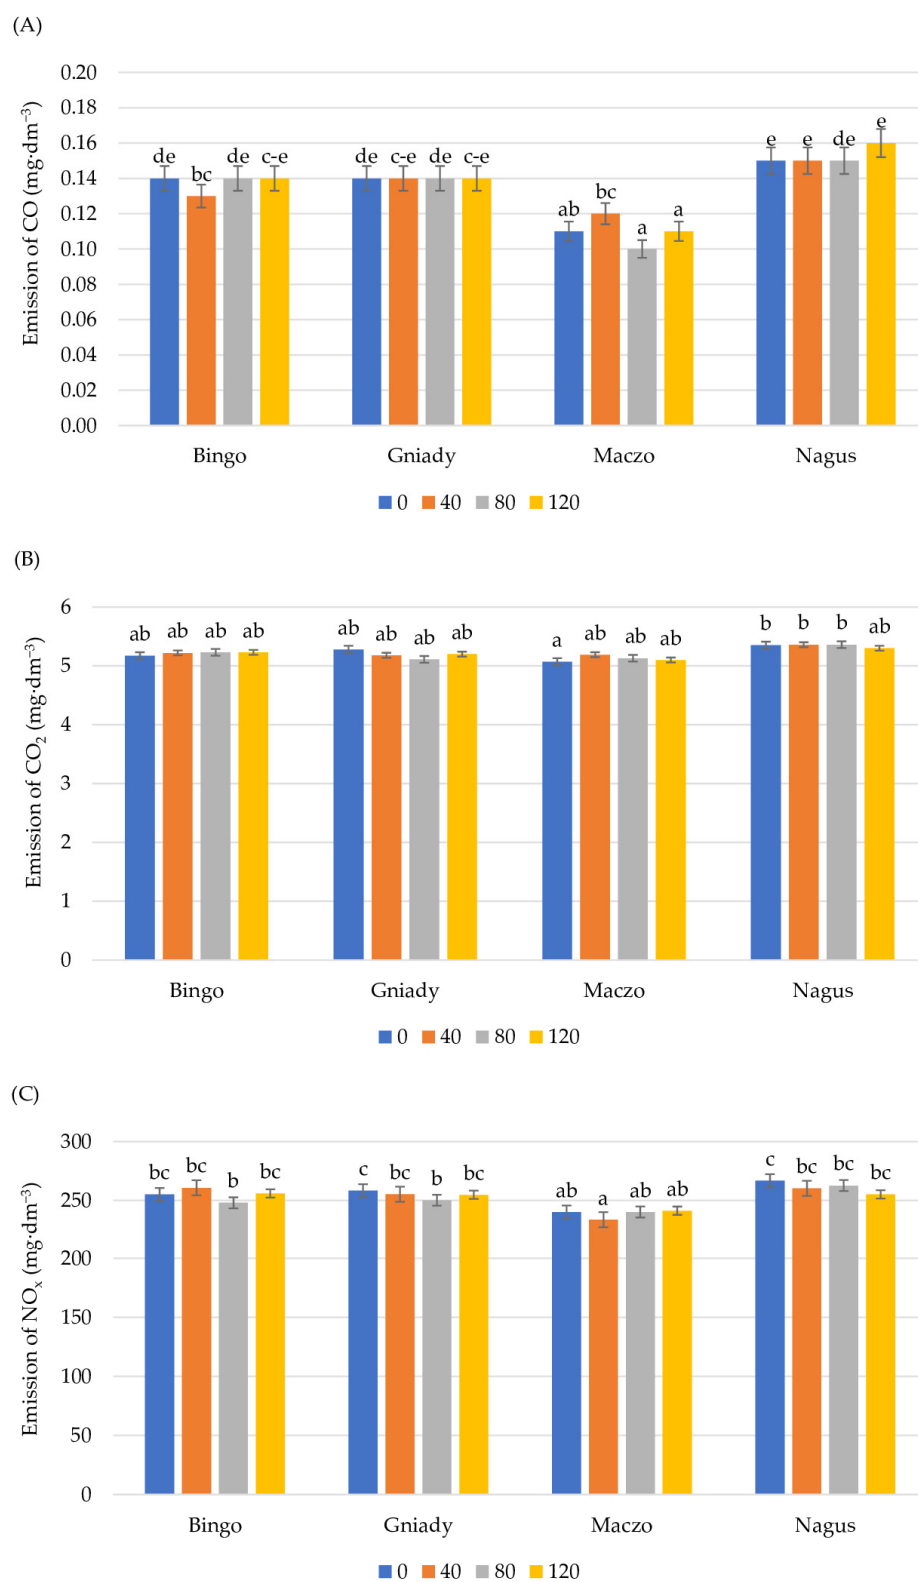 (A)
Emission of CO (mg·dm⁻³)
0.20
0.18
0.16
0.14
0.12
0.10
0.08
0.06
0.04
0.02
0.00
de bc de c-e de c-e de c-e ab bc a a e e de e
Bingo Gniady Maczo Nagus
0 40 80 120
(B)
Emission of CO₂ (mg·dm⁻³)
6
5
4
3
2
1
0
ab ab ab ab ab ab ab ab a ab ab ab b b b ab
Bingo Gniady Maczo Nagus
0 40 80 120
(C)
Emission of NOₓ (mg·dm⁻³)
300
250
200
150
100
50
0
bc bc b bc c bc b bc ab a ab ab c bc bc bc
Bingo Gniady Maczo Nagus
0 40 80 120